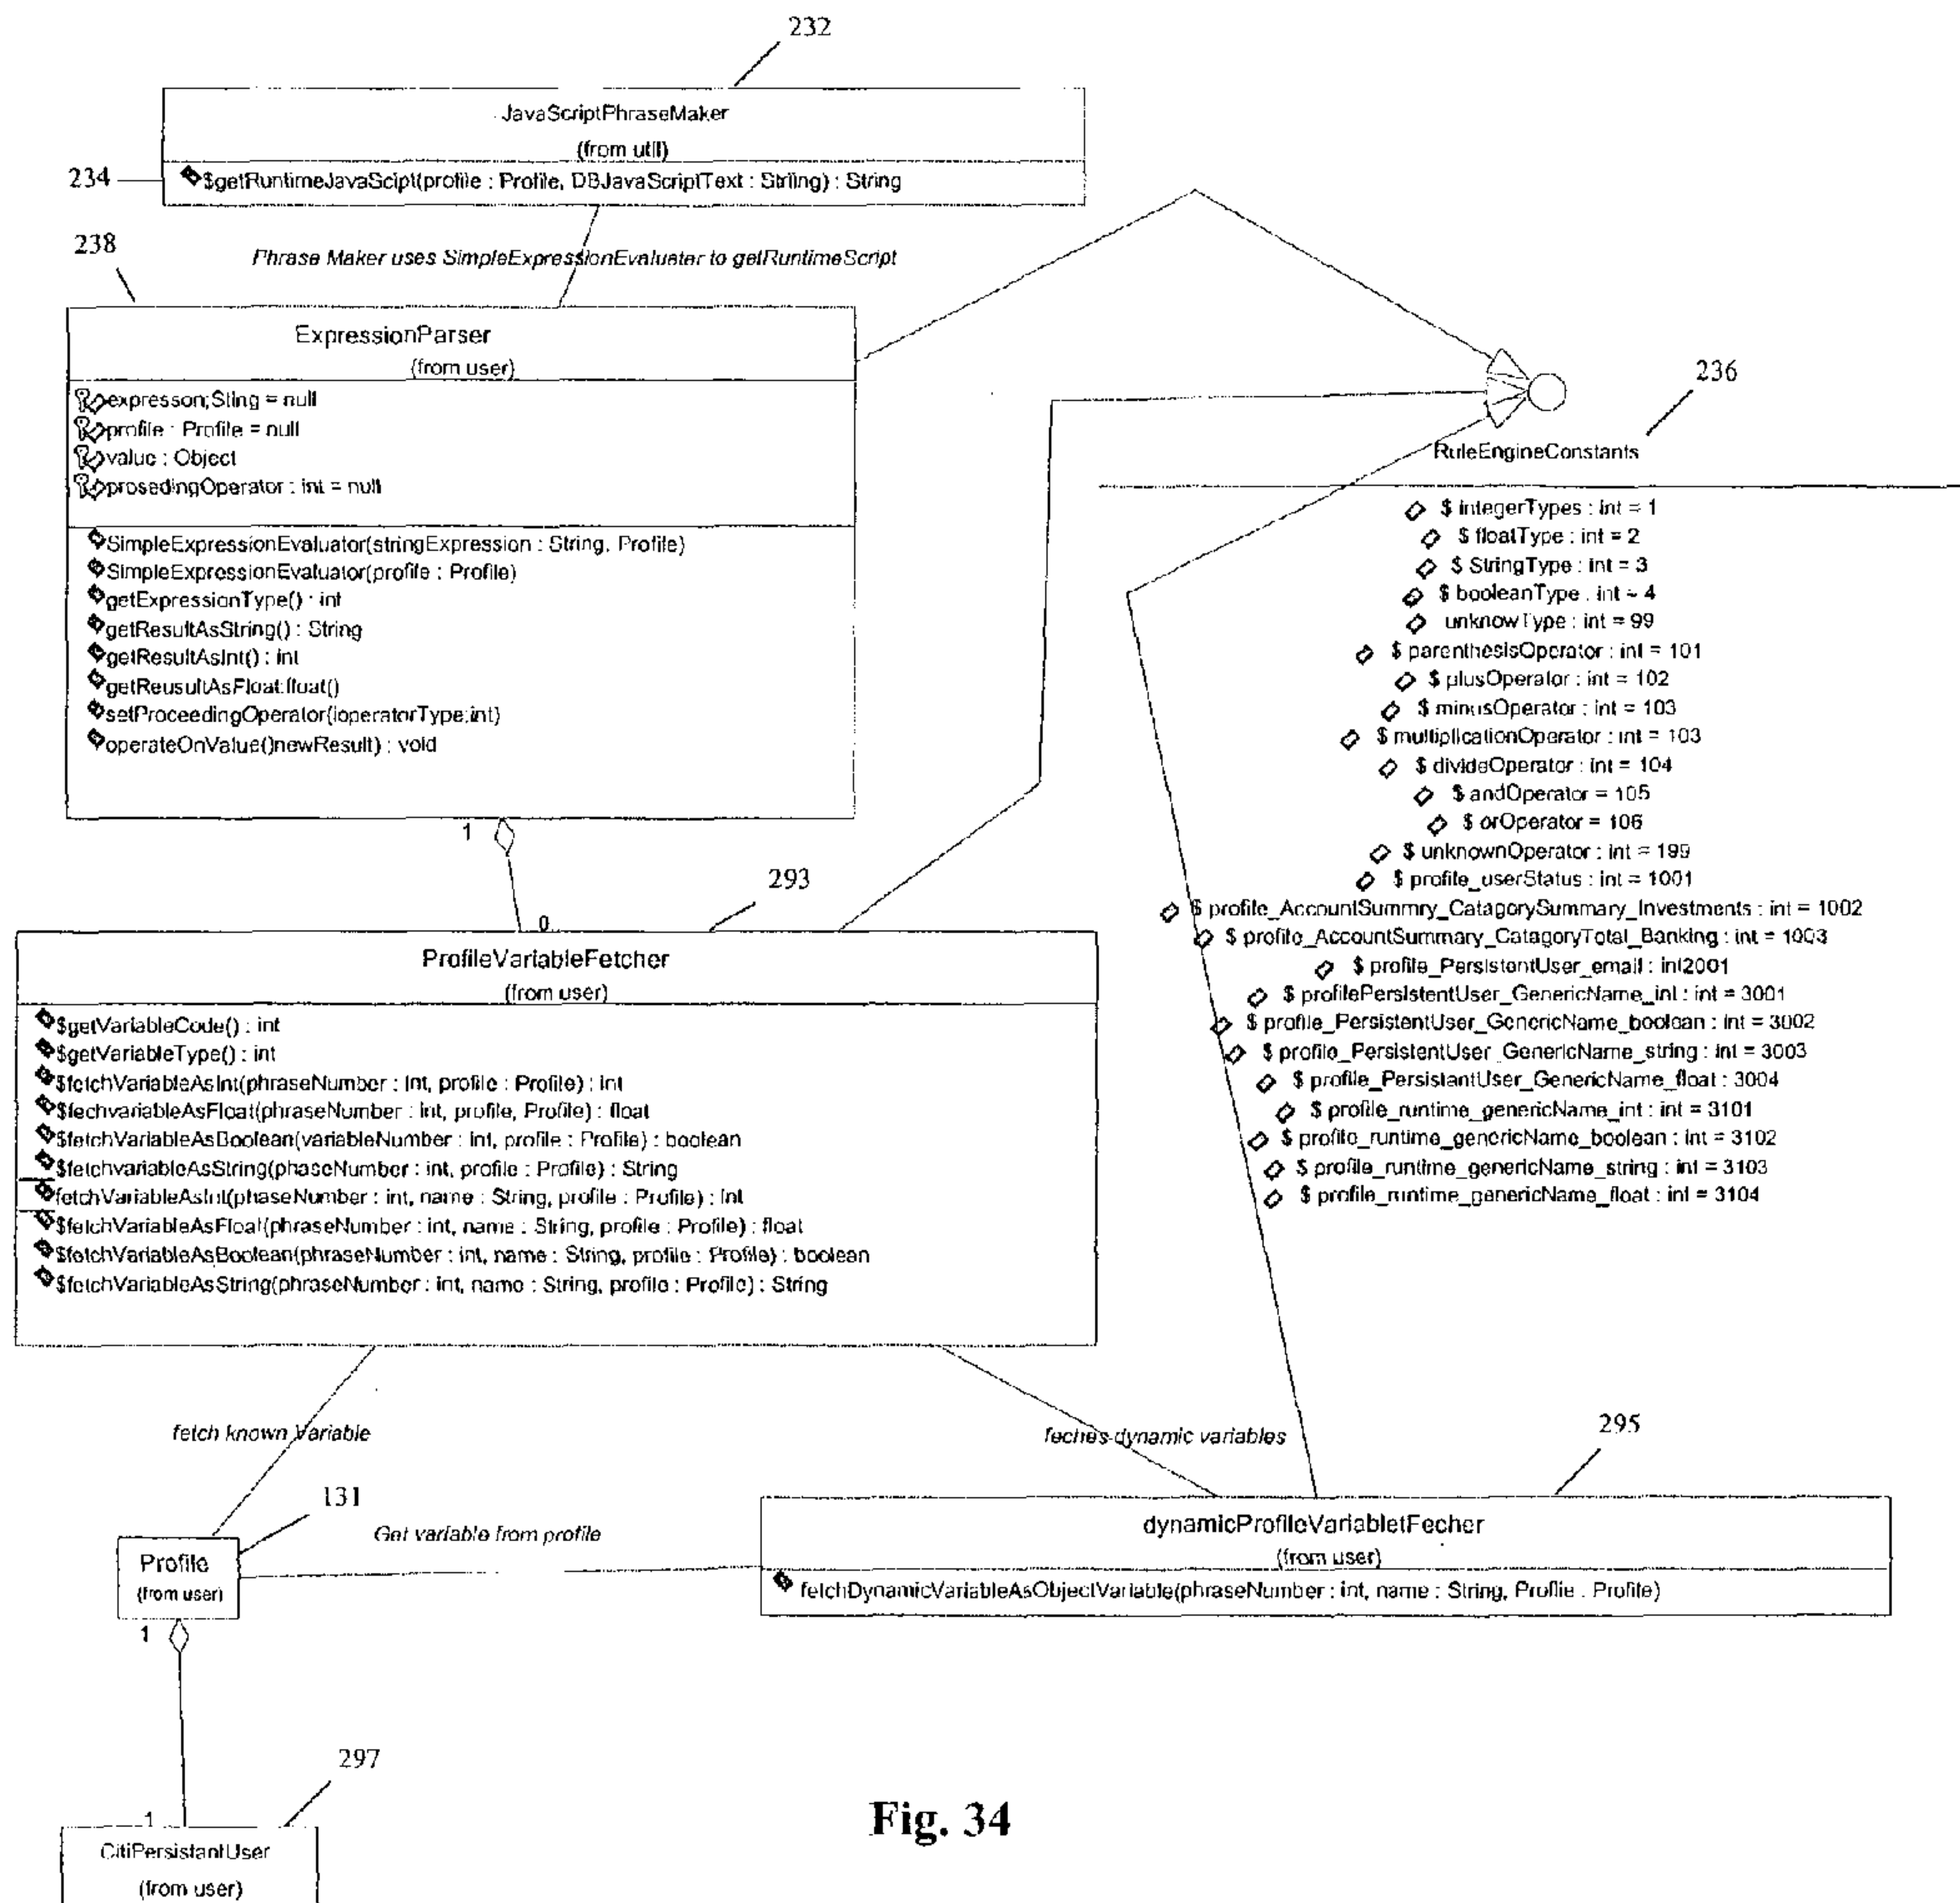 232
JavaScriptPhraseMaker
(from util)
234
$getRuntimeJavaScipt(profile : Profile, DBJavaScriptText : Striing) : String
238
Phrase Maker uses SimpleExpressionEvaluater to getRuntimeScript
ExpressionParser
(from user)
expresson;Sting = null
profile : Profile = null
value : Object
prosedingOperator : int = null
SimpleExpressionEvaluator(stringExpression : String, Profile)
SimpleExpressionEvaluator(profile : Profile)
getExpressionType() : int
getResultAsString() : String
getResultAsInt() : int
getReusultAsFloat:float()
setProceedingOperator(ioperatorType:int)
operateOnValue()newResult) : void
1
0
236
RuleEngineConstants
$ integerTypes : int = 1
$ floatType : int = 2
$ StringType : int = 3
$ booleanType . int = 4
unknowType : int = 99
$ parenthesisOperator : int = 101
$ plusOperator : int = 102
$ minusOperator : int = 103
$ multiplicationOperator : int = 103
$ divideOperator : int = 104
$ andOperator = 105
$ orOperator = 106
$ unknownOperator : int = 199
$ profile_userStatus : int = 1001
$ profile_AccountSummry_CatagorySummary_Investments : int = 1002
$ profile_AccountSummary_CatagoryTotal_Banking : int = 1003
$ profile_PersistentUser_email : int2001
$ profilePersistentUser_GenericName_int : int = 3001
$ profile_PersistentUser_GenericName_boolean : int = 3002
$ profile_PersistentUser_GenericName_string : int = 3003
$ profile_PersistantUser_GenericName_float : 3004
$ profile_runtime_genericName_int : int = 3101
$ profile_runtime_genericName_boolean : int = 3102
$ profile_runtime_genericName_string : int = 3103
$ profile_runtime_genericName_float : int = 3104
293
ProfileVariableFetcher
(from user)
$getVariableCode() : int
$getVariableType() : int
$fetchVariableAsInt(phraseNumber : int, profile : Profile) : int
$fechvariableAsFloat(phraseNumber : int, profile, Profile) : float
$fetchVariableAsBoolean(variableNumber : int, profile : Profile) : boolean
$fetchvariableAsString(phaseNumber : int, profile : Profile) : String
fetchVariableAsInt(phaseNumber : int, name : String, profile : Profile) : int
$fetchVariableAsFloat(phraseNumber : int, name : String, profile : Profile) : float
$fetchVariableAsBoolean(phraseNumber : int, name : String, profile : Profile) : boolean
$fetchVariableAsString(phraseNumber : int, name : String, profile : Profile) : String
fetch known Variable
feches dynamic variables
295
131
Get variable from profile
Profile
(from user)
dynamicProfileVariabletFecher
(from user)
fetchDynamicVariableAsObjectVariable(phraseNumber : int, name : String, Proflie . Profile)
1
297
1
CitiPersistantUser
(from user)
Fig. 34